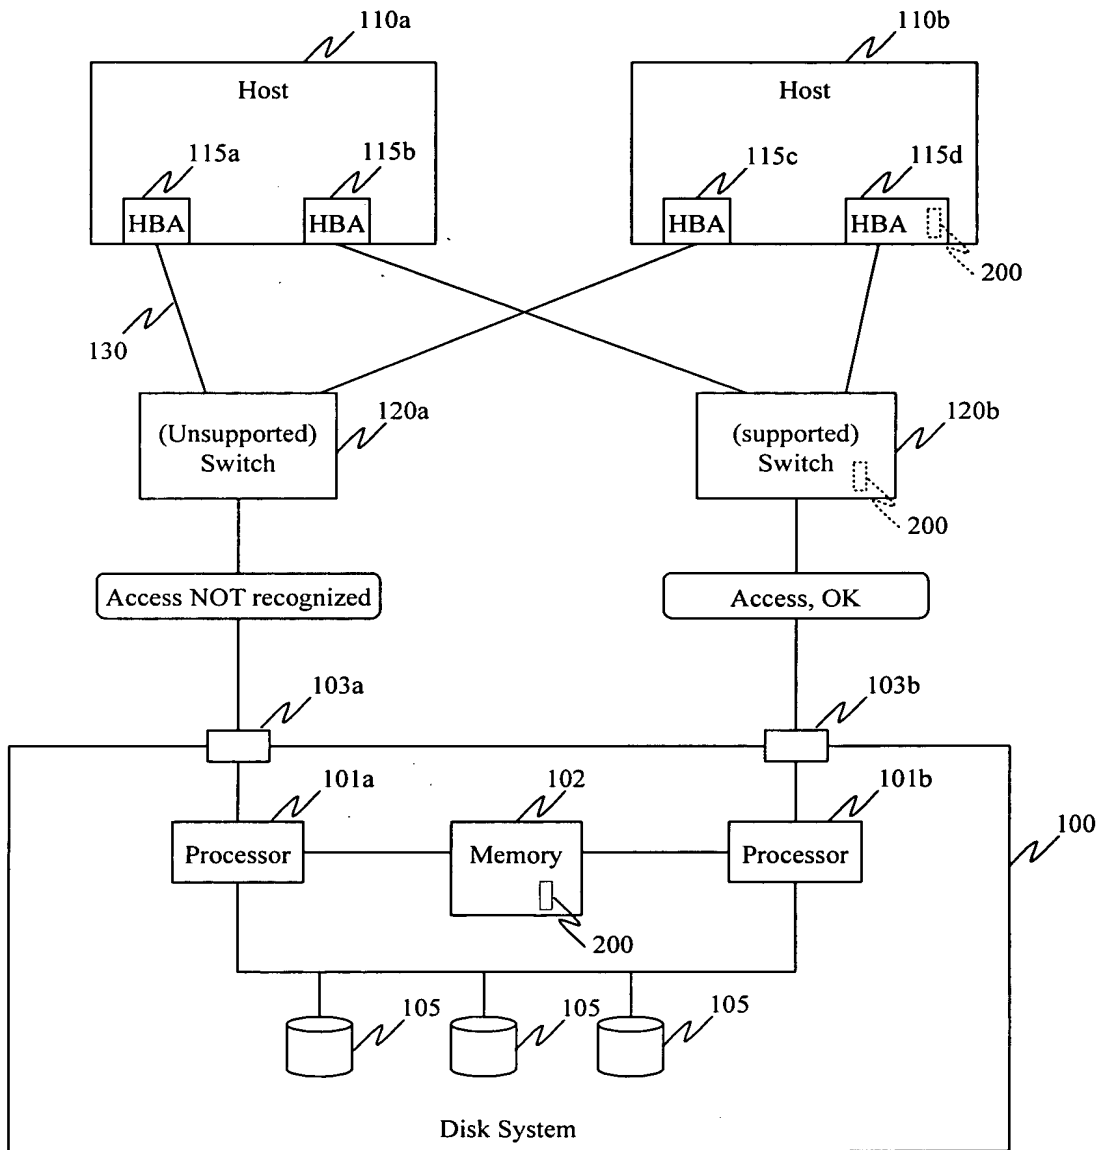 110a
110b
Host
Host
115a
115b
115c
115d
HBA
HBA
HBA
HBA
200
130
120a
120b
(Unsupported)
Switch
(supported)
Switch
200
Access NOT recognized
Access, OK
103a
103b
101a
102
101b
100
Processor
Memory
Processor
200
105
105
105
Disk System